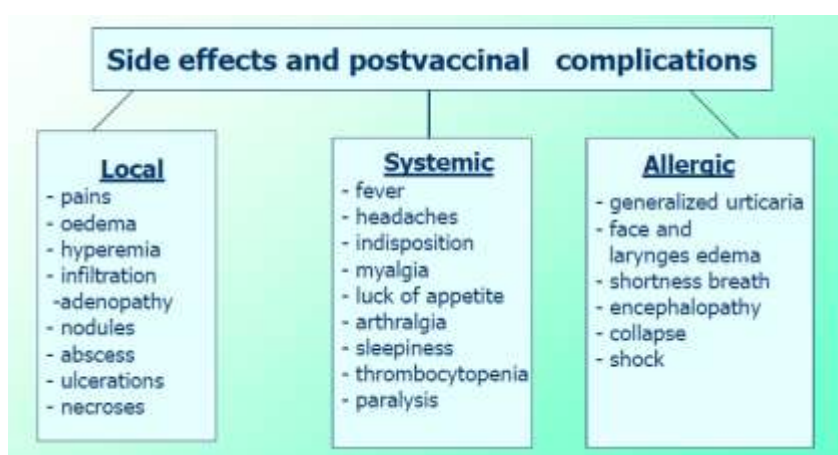 Side effects and postvaccinal complications
Local
- pains
- oedema
- hyperemia
- infiltration
-adenopathy
- nodules
- abscess
- ulcerations
- necroses
Systemic
- fever
- headaches
- indisposition
- myalgia
- luck of appetite
- arthralgia
- sleepiness
- thrombocytopenia
- paralysis
Allergic
- generalized urticaria
- face and
larynges edema
- shortness breath
- encephalopathy
- collapse
- shock